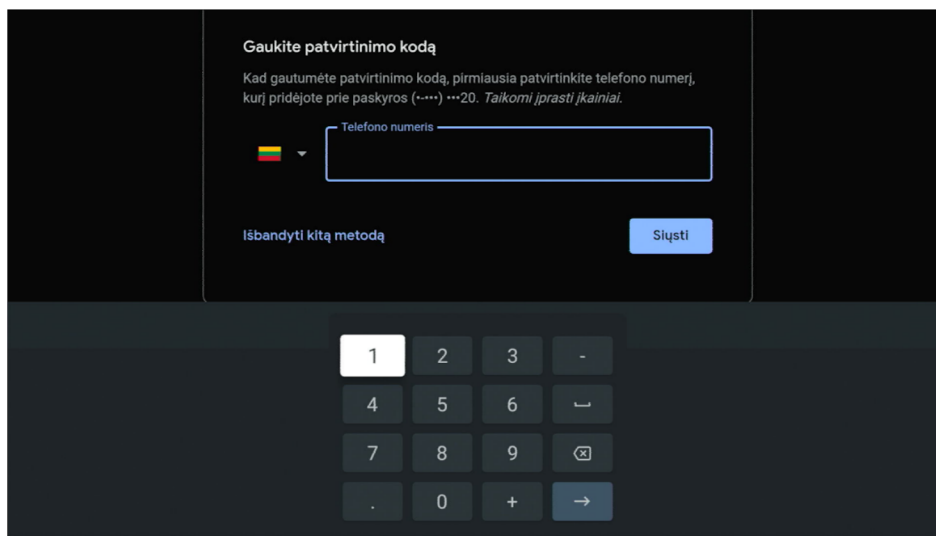 Gaukite patvirtinimo kodą
Kad gautumėte patvirtinimo kodą, pirmiausia patvirtinkite telefono numerį,
kurį pridėjote prie paskyros (•-•••) •••20. Taikomi įprasti įkainiai.
Telefono numeris
Išbandyti kitą metodą
Siųsti
1 2 3 -
4 5 6
7 8 9
. 0 +